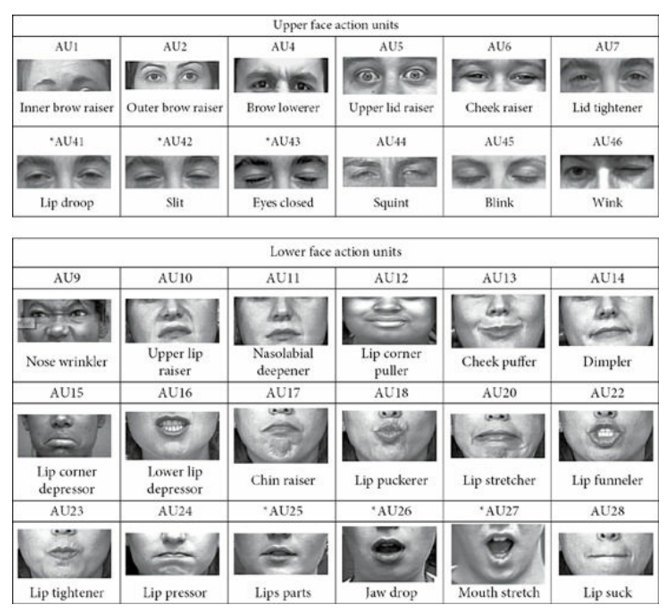 Upper face action units
AU1 AU2 AU4 AU5 AU6 AU7
Inner brow raiser Outer brow raiser Brow lowerer Upper lid raiser Cheek raiser Lid tightener
*AU41 *AU42 *AU43 AU44 AU45 AU46
Lip droop Slit Eyes closed Squint Blink Wink
Lower face action units
AU9 AU10 AU11 AU12 AU13 AU14
Nose wrinkler Upper lip raiser Nasolabial deepener Lip corner puller Cheek puffer Dimpler
AU15 AU16 AU17 AU18 AU20 AU22
Lip corner depressor Lower lip depressor Chin raiser Lip puckerer Lip stretcher Lip funneler
AU23 AU24 *AU25 *AU26 *AU27 AU28
Lip tightener Lip pressor Lips parts Jaw drop Mouth stretch Lip suck